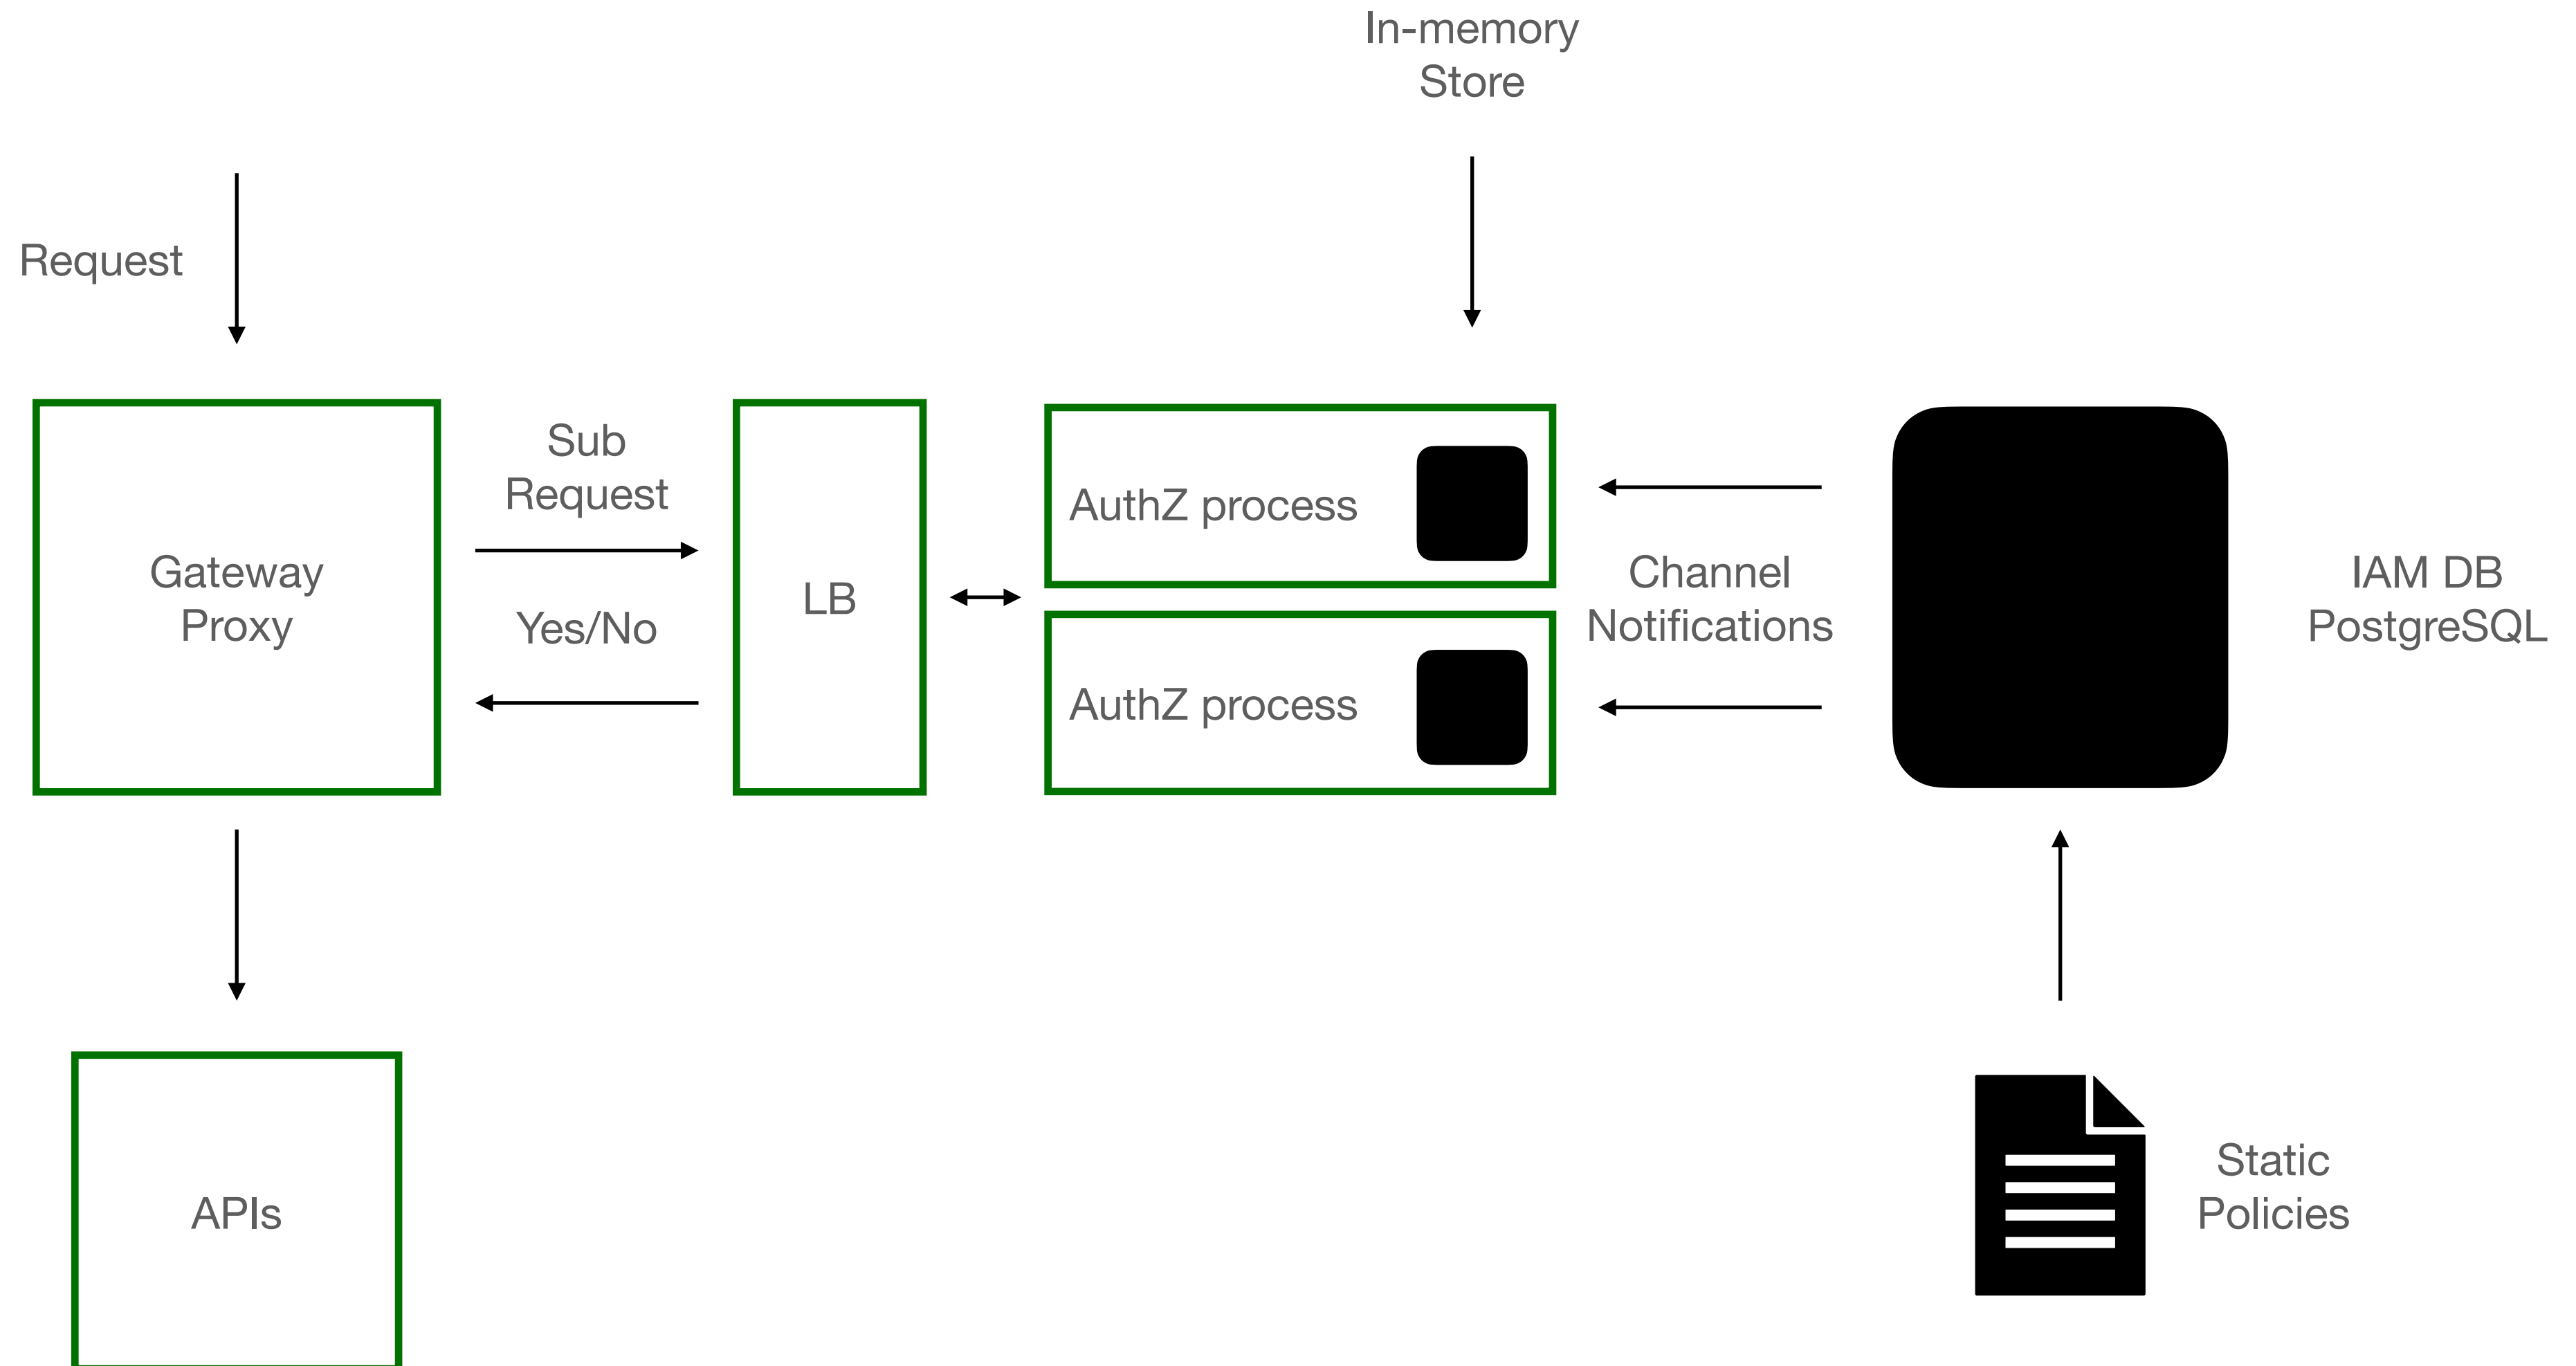 In-memory
Store
Request
Sub
Request
Yes/No
Gateway
Proxy
LB
AuthZ process
AuthZ process
Channel
Notifications
IAM DB
PostgreSQL
APIs
Static
Policies